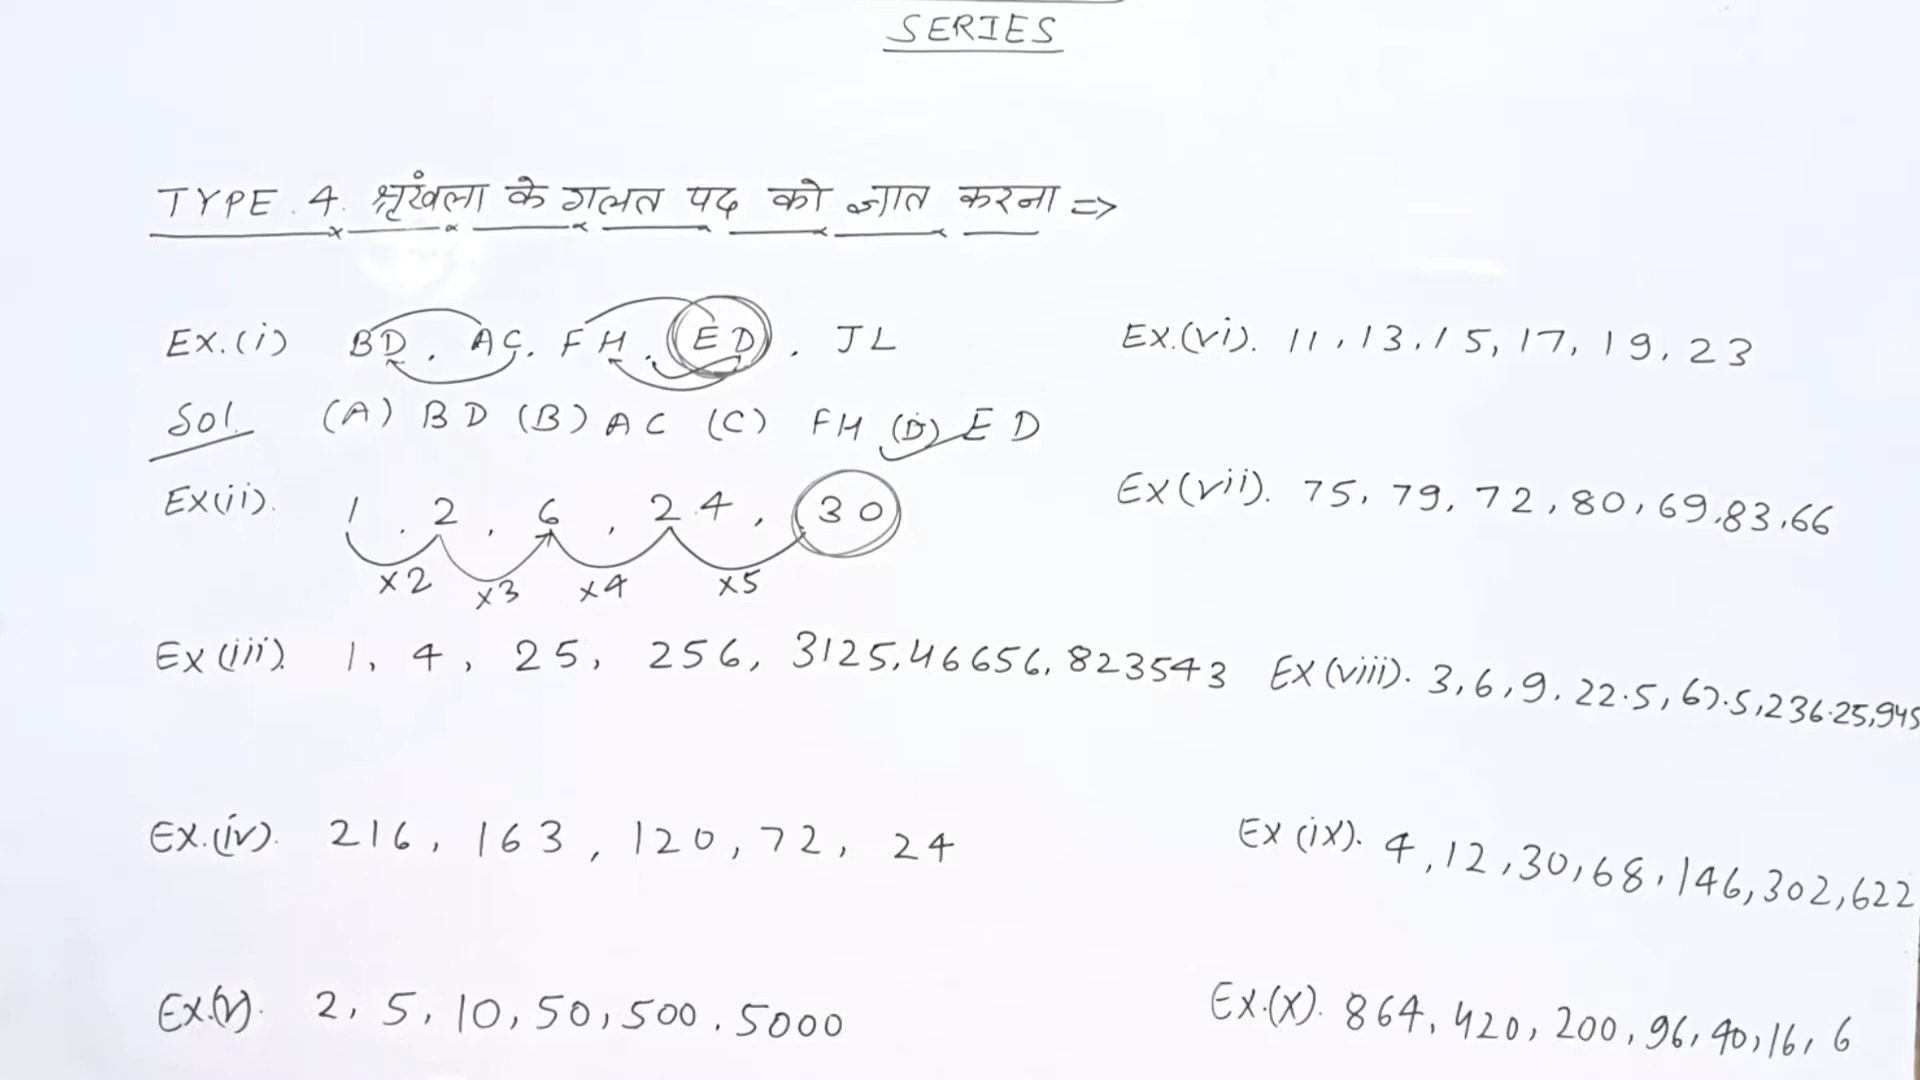 SERIES
TYPE 4. श्रृंखला के गलत पद को ज्ञात करना =>
Ex.(i) BD, AC, FH, ED, JL
Sol. (A) BD (B) AC (C) FH (D) ED
Ex(ii). 1, 2, 6, 24, 30
x2 x3 x4 x5
Ex(iii). 1, 4, 25, 256, 3125, 46656, 823543
Ex.(iv). 216, 163, 120, 72, 24
Ex.(v). 2, 5, 10, 50, 500, 5000
Ex.(vi). 11, 13, 15, 17, 19, 23
Ex(vii). 75, 79, 72, 80, 69, 83, 66
Ex(viii). 3, 6, 9, 22.5, 67.5, 236.25, 945
Ex(ix). 4, 12, 30, 68, 146, 302, 622
Ex.(x). 864, 420, 200, 96, 40, 16, 6